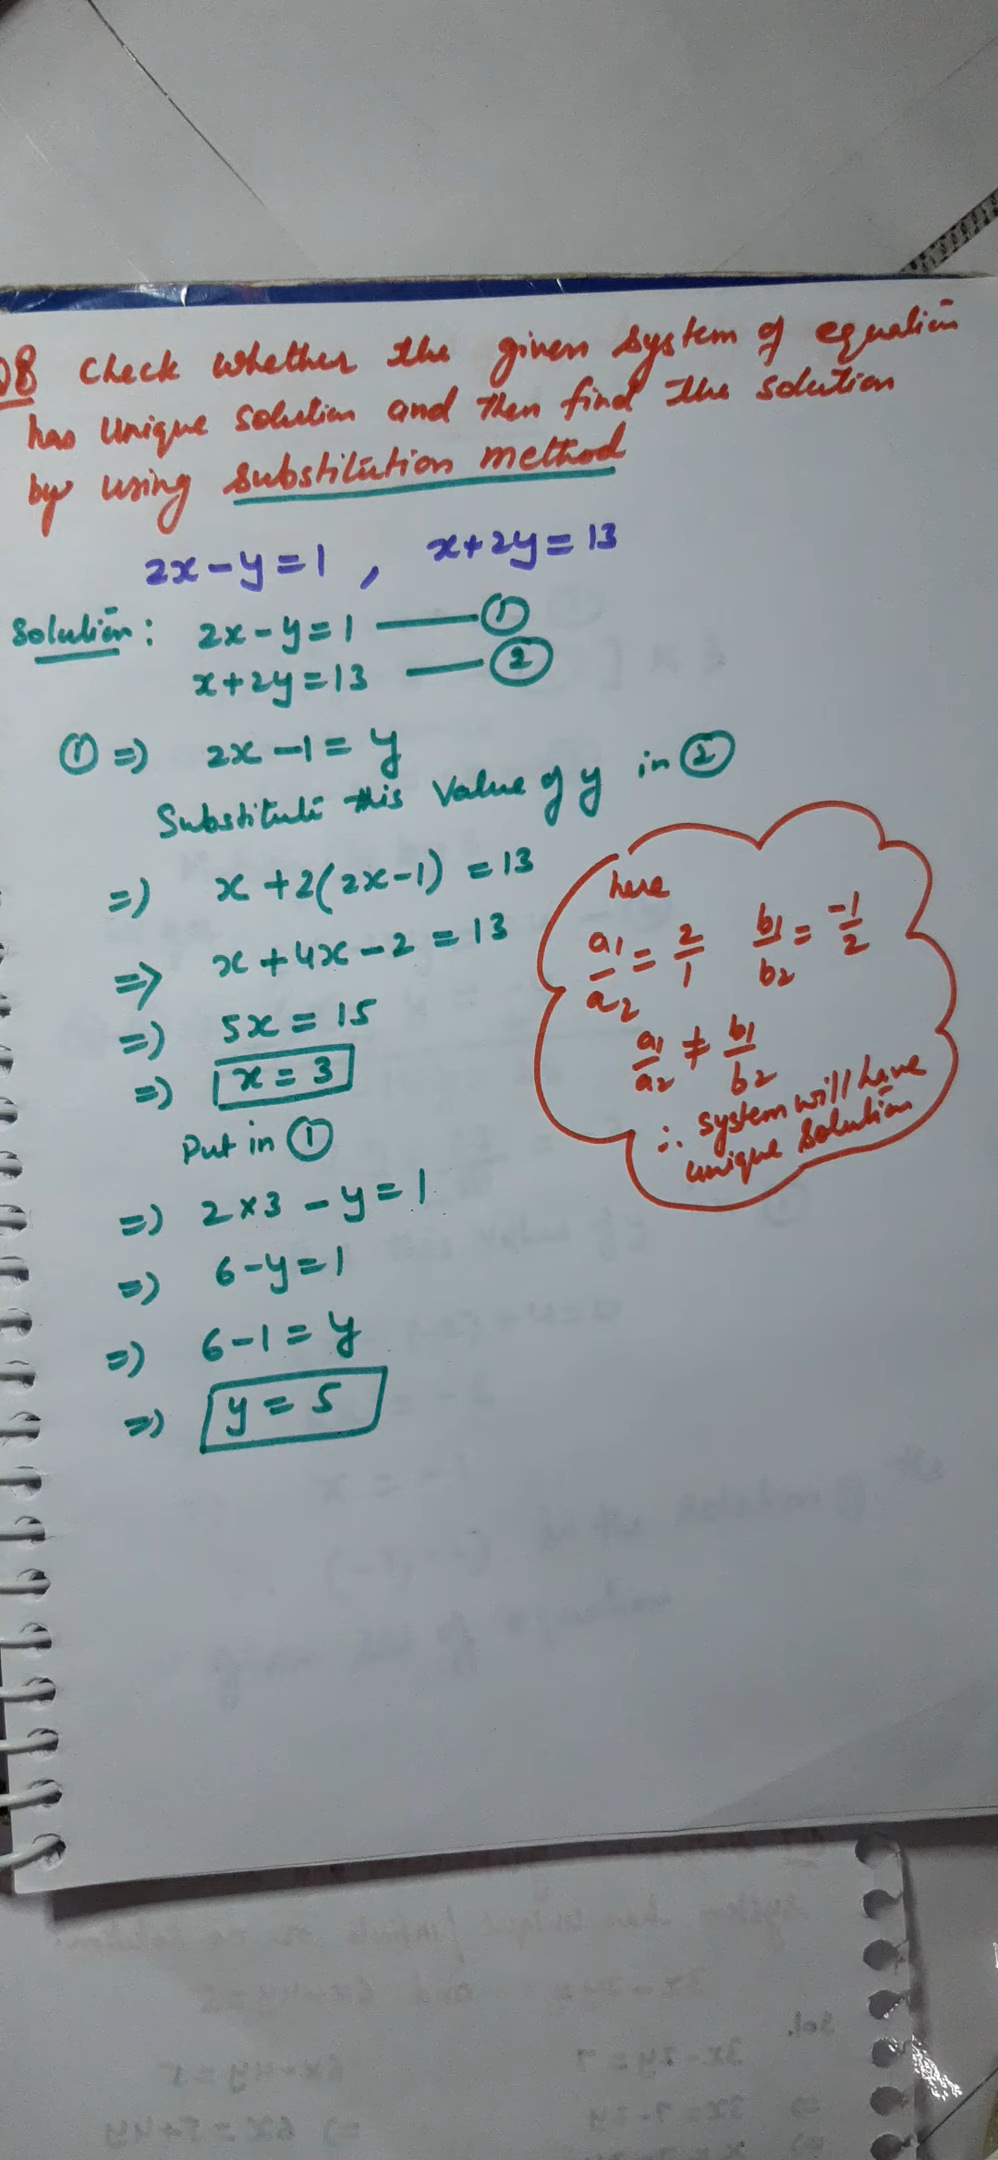 Q8 Check whether the given system of equation
has unique solution and then find the solution
by using substitution method
2x - y = 1 , x + 2y = 13
Solution: 2x - y = 1 —— ①
x + 2y = 13 —— ②
① => 2x - 1 = y
Substitute this value of y in ②
=> x + 2(2x-1) = 13
=> x + 4x - 2 = 13
=> 5x = 15
=> x = 3
Put in ①
=> 2 × 3 - y = 1
=> 6 - y = 1
=> 6 - 1 = y
=> y = 5
here
a1/a2 = 2/1 b1/b2 = -1/2
a1/a2 ≠ b1/b2
∴ system will have
unique solution